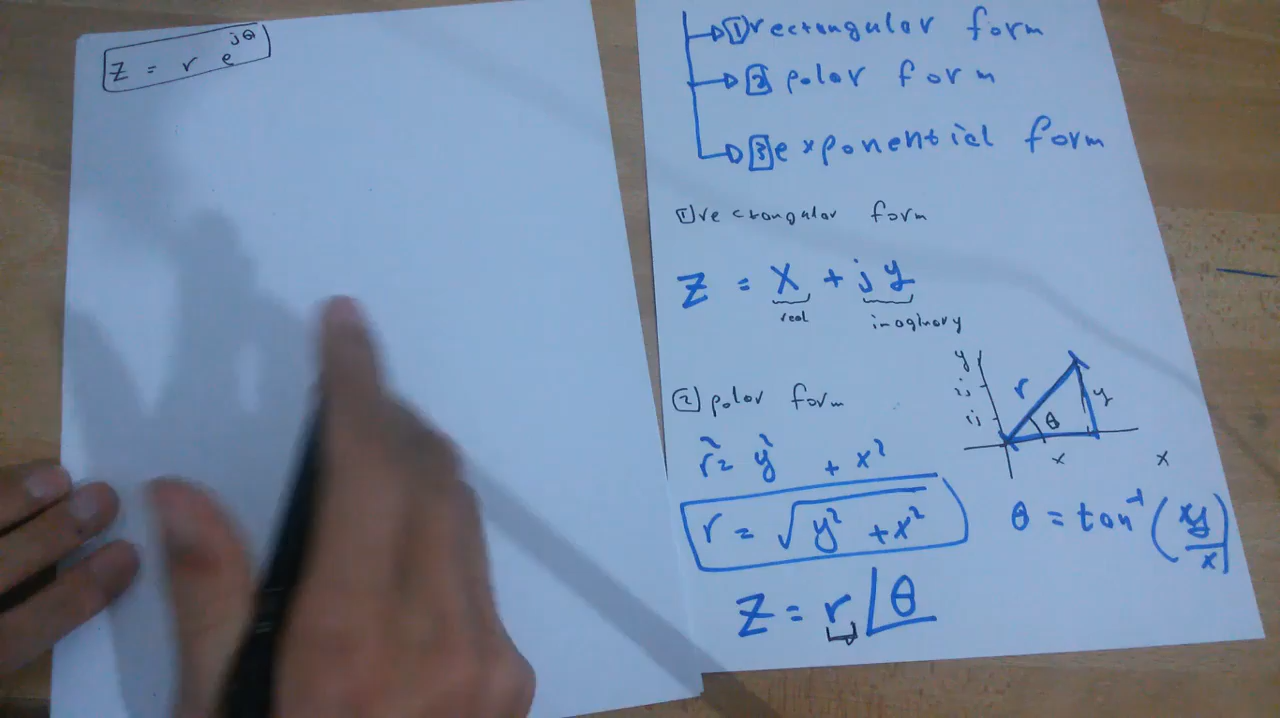 Z = r e^jθ
[1] rectangular form
[2] polar form
[3] exponential form
[1] rectangular form
Z = x + jy
real
imaginary
[2] polar form
r² = y² + x²
r = √y² + x²
Z = r∠θ
y
r
θ
y
x
x
θ = tan⁻¹(y/x)